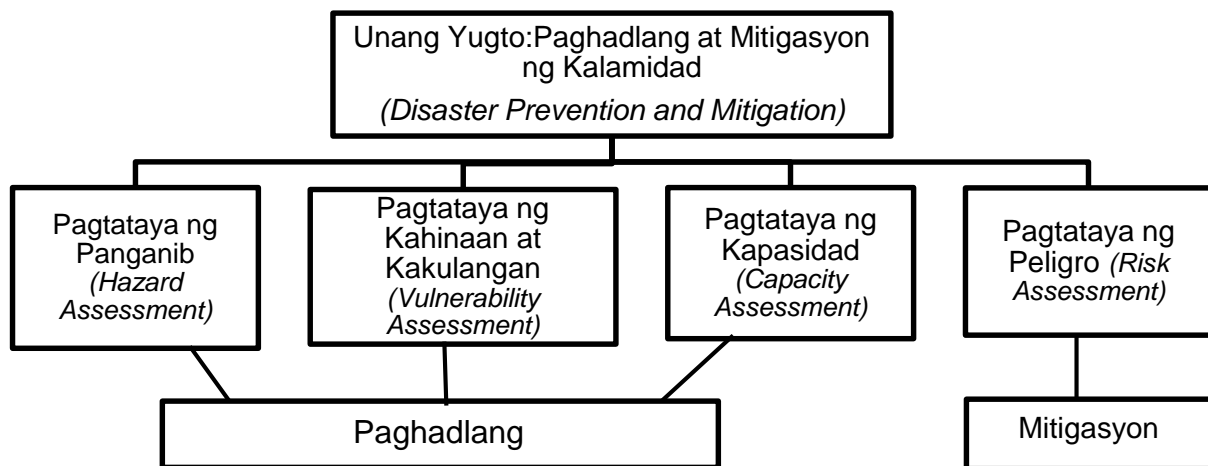 Unang Yugto:Paghadlang at Mitigasyon
ng Kalamidad
(Disaster Prevention and Mitigation)
Pagtataya ng
Panganib
(Hazard
Assessment)
Pagtataya ng
Kahinaan at
Kakulangan
(Vulnerability
Assessment)
Pagtataya ng
Kapasidad
(Capacity
Assessment)
Pagtataya ng
Peligro (Risk
Assessment)
Paghadlang
Mitigasyon